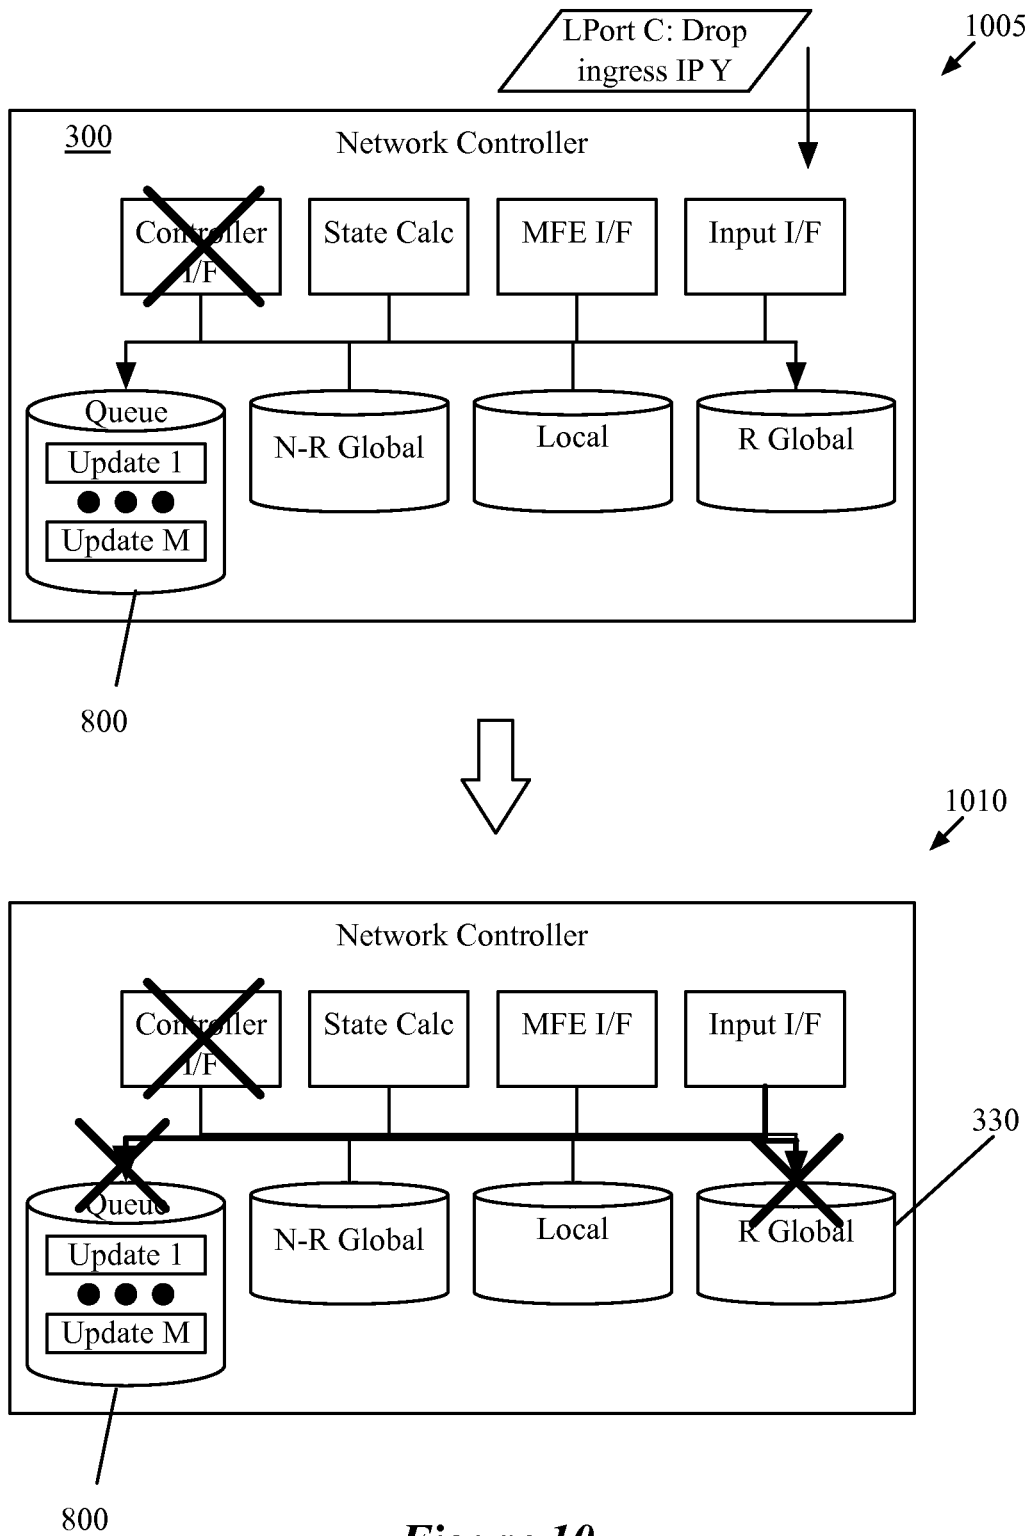 LPort C: Drop
ingress IP Y
1005
300
Network Controller
Controller
I/F
State Calc
MFE I/F
Input I/F
Queue
Update 1
Update M
N-R Global
Local
R Global
800
1010
Network Controller
Controller
I/F
State Calc
MFE I/F
Input I/F
330
Queue
Update 1
Update M
N-R Global
Local
R Global
800
Figure 10